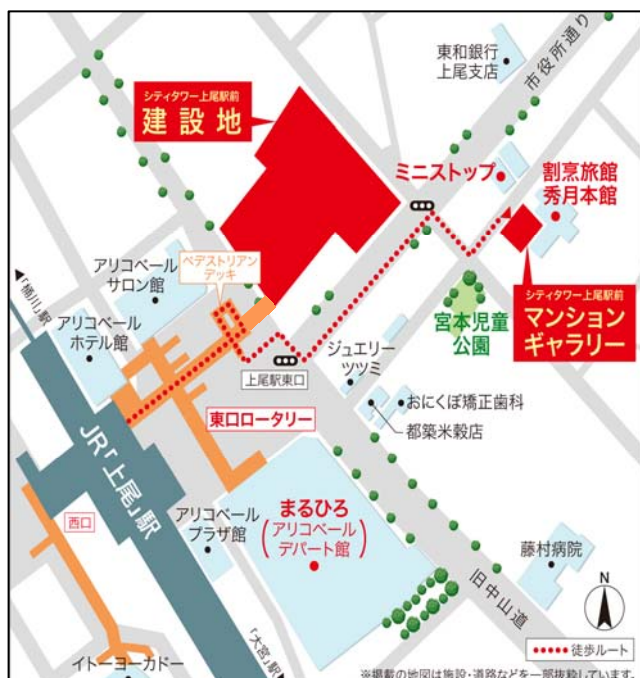 東和銀行
上尾支店
市役所通り
シティタワー上尾駅前
建設地
ミニストップ
割烹旅館
秀月本館
ペデストリアン
デッキ
アリコベール
サロン館
「桶川」駅
アリコベール
ホテル館
シティタワー上尾駅前
マンション
ギャラリー
宮本児童
公園
ジュエリー
ツツミ
上尾駅東口
おにくぼ矯正歯科
都築米穀店
東口ロータリー
JR「上尾」駅
西口
アリコベール
プラザ館
まるひろ
(アリコベール
デパート館)
藤村病院
旧中山道
N
「大宮」駅
イトーヨーカドー
徒歩ルート
※掲載の地図は施設・道路などを一部抜粋しています。